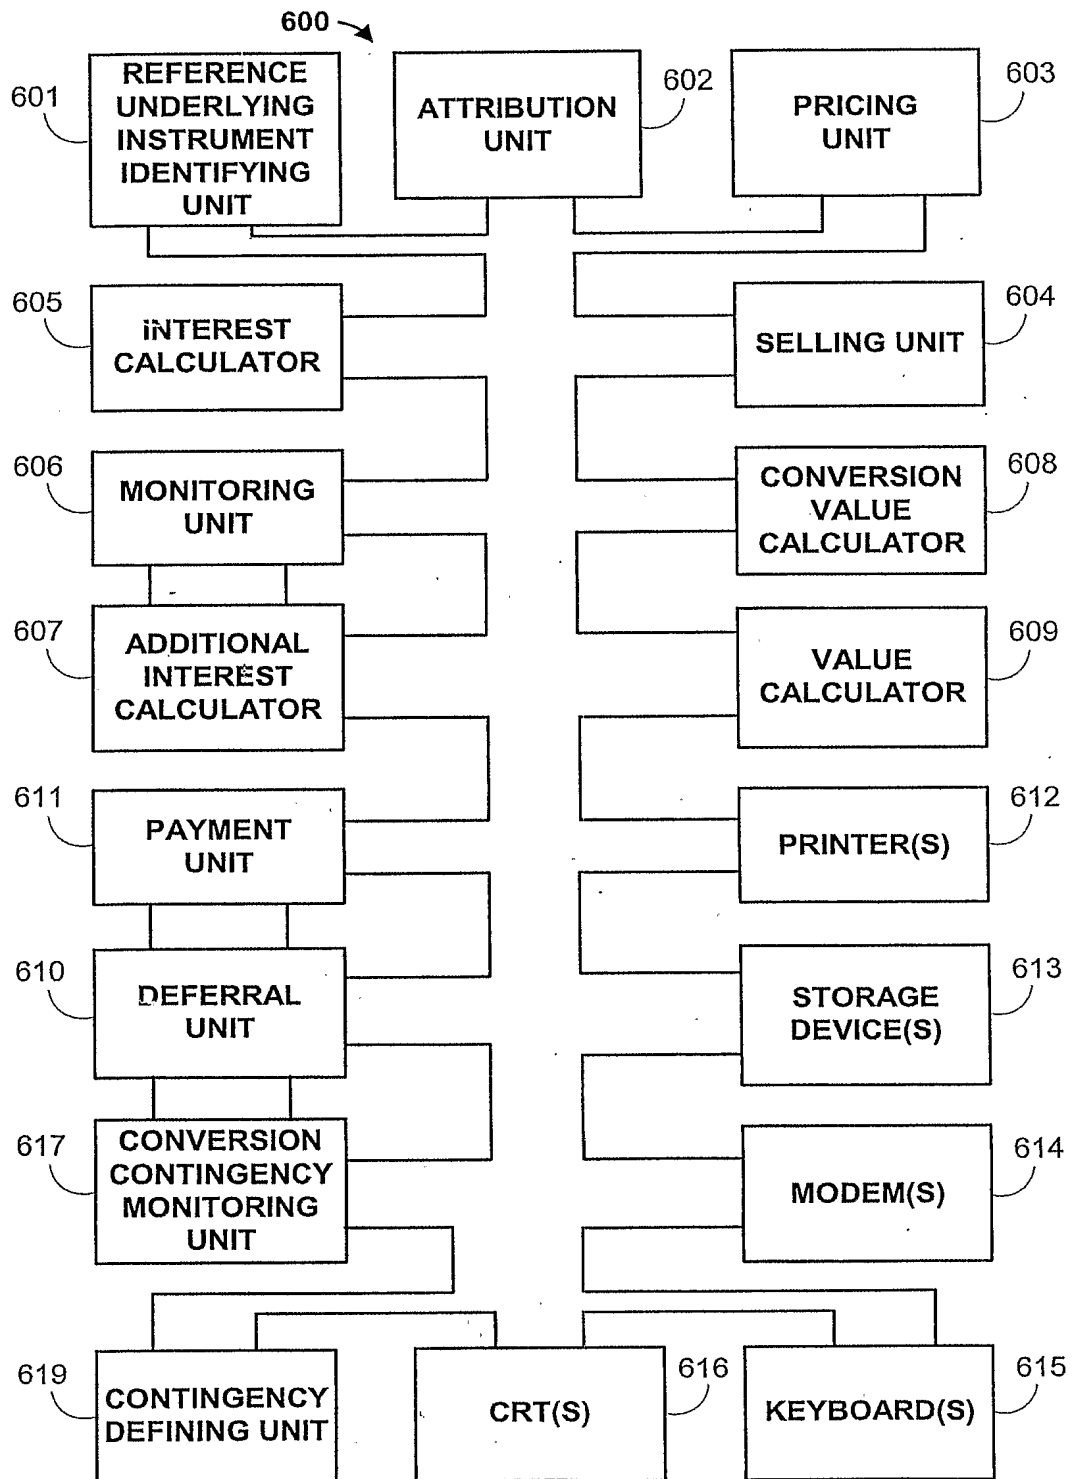 600
601
REFERENCE
UNDERLYING
INSTRUMENT
IDENTIFYING
UNIT
ATTRIBUTION
UNIT
602
PRICING
UNIT
603
605
INTEREST
CALCULATOR
SELLING UNIT
604
606
MONITORING
UNIT
CONVERSION
VALUE
CALCULATOR
608
607
ADDITIONAL
INTEREST
CALCULATOR
VALUE
CALCULATOR
609
611
PAYMENT
UNIT
PRINTER(S)
612
610
DEFERRAL
UNIT
STORAGE
DEVICE(S)
613
617
CONVERSION
CONTINGENCY
MONITORING
UNIT
MODEM(S)
614
619
CONTINGENCY
DEFINING UNIT
CRT(S)
616
KEYBOARD(S)
615